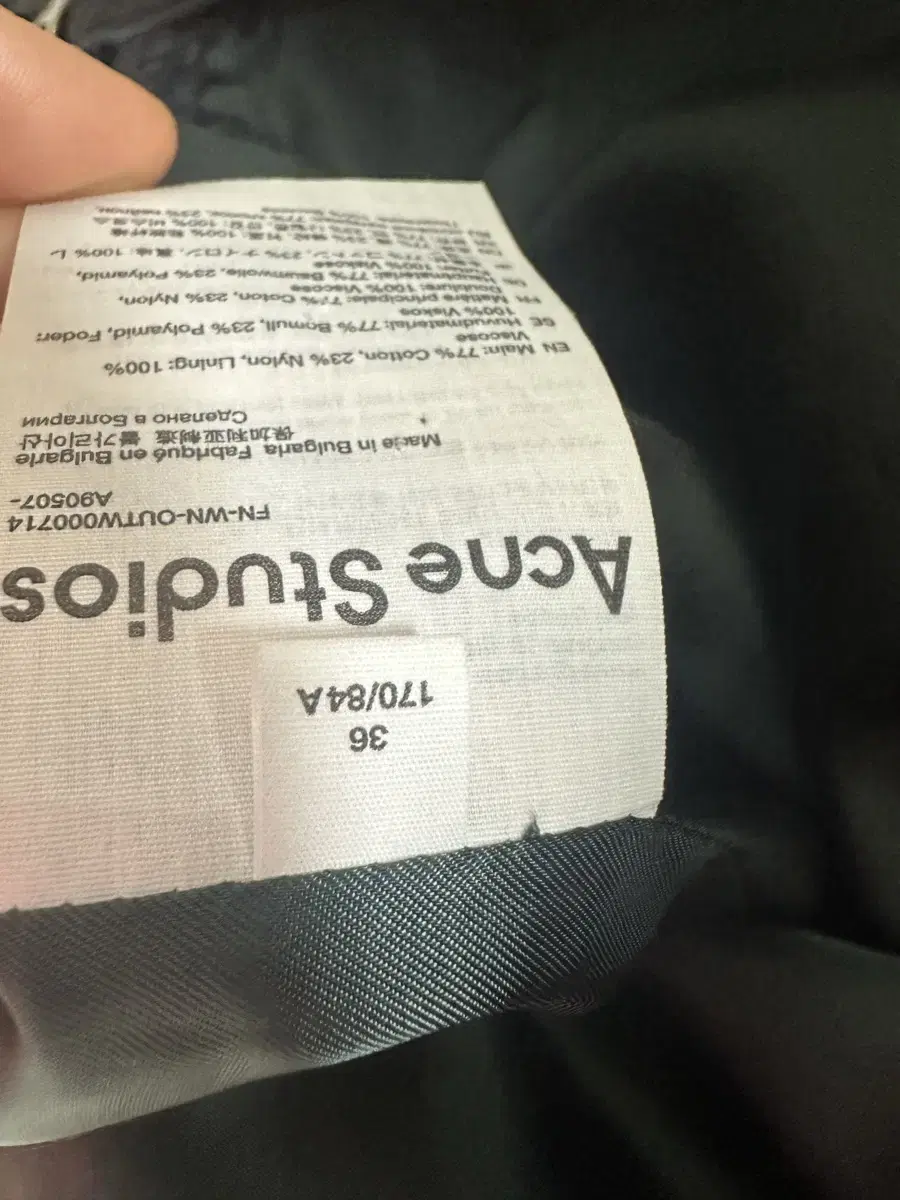 36
170/84A
Acne Studios
FN-WN-OUTW000714
A90507-
Made in Bulgaria Fabriqué en Bulgarie
保加利亚制造 불가리아산
Сделано в Болгарии
EN Main: 77% Cotton, 23% Nylon, Lining: 100%
Viscose
SE Huvudmaterial: 77% Bomull, 23% Polyamid, Foder:
100% Viskos
Matière principale: 77% Coton, 23% Nylon,
Doublure: 100% Viscose
Hauptmaterial: 77% Baumwolle, 23% Polyamid,
100% Viskose